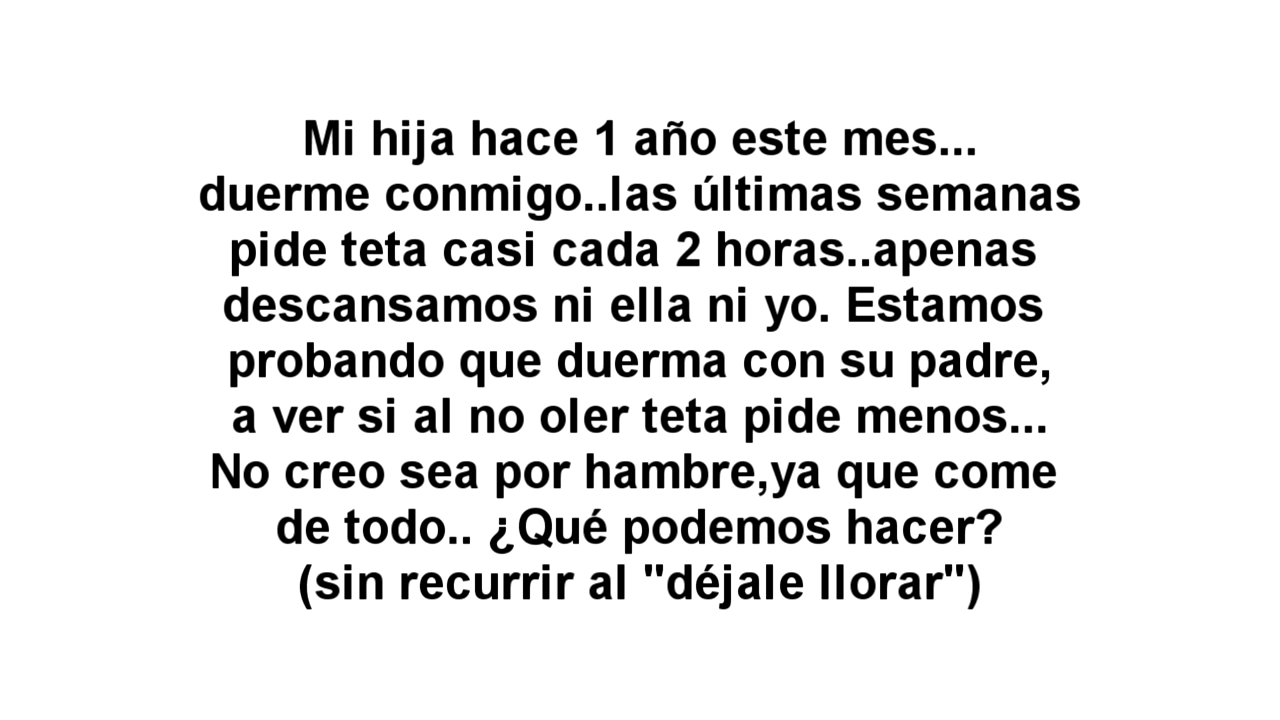 Mi hija hace 1 año este mes...
duerme conmigo..las últimas semanas
pide teta casi cada 2 horas..apenas
descansamos ni ella ni yo. Estamos
probando que duerma con su padre,
a ver si al no oler teta pide menos...
No creo sea por hambre,ya que come
de todo.. ¿Qué podemos hacer?
(sin recurrir al "déjale llorar")